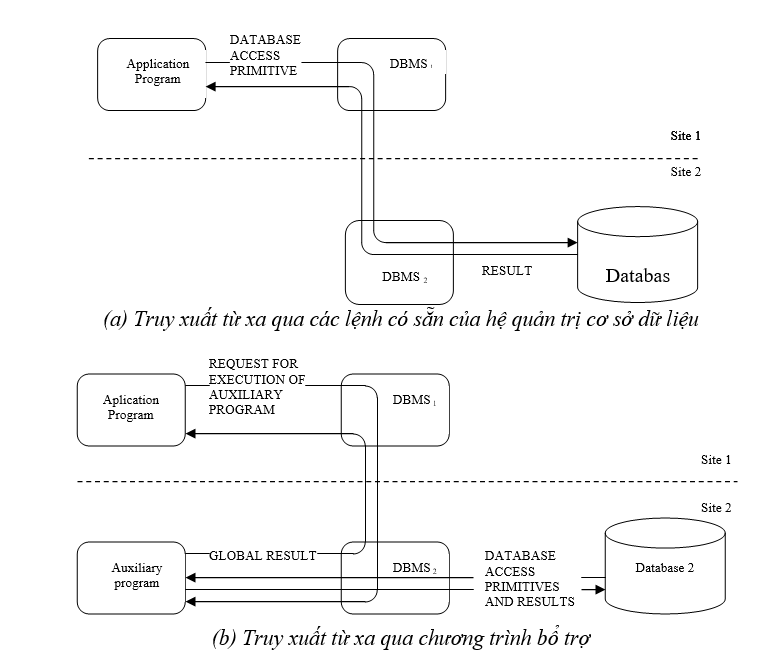 DATABASE
ACCESS
PRIMITIVE
Application
Program
DBMS 1
Site 1
Site 2
DBMS 2
RESULT
Databas
(a) Truy xuất từ xa qua các lệnh có sẵn của hệ quản trị cơ sở dữ liệu
REQUEST FOR
EXECUTION OF
AUXILIARY
PROGRAM
Aplication
Program
DBMS 1
Site 1
Site 2
GLOBAL RESULT
Auxiliary
program
DBMS 2
DATABASE
ACCESS
PRIMITIVES
AND RESULTS
Database 2
(b) Truy xuất từ xa qua chương trình bổ trợ